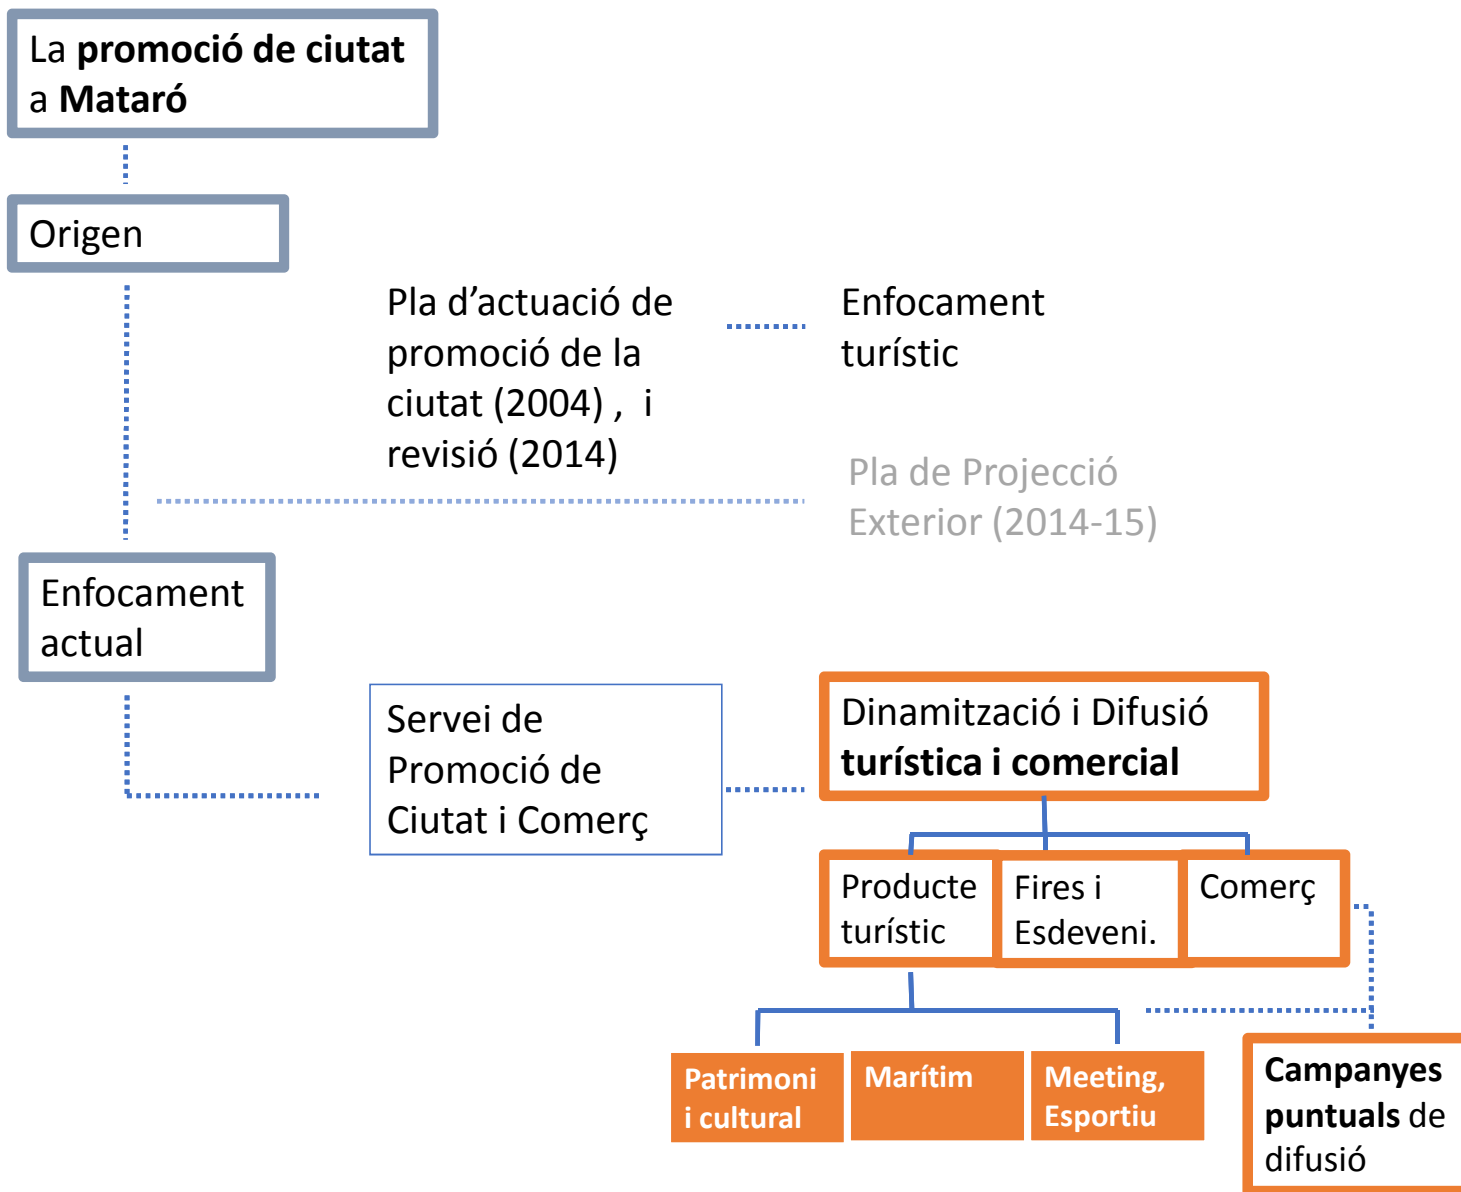 La promoció de ciutat
a Mataró
Origen
Pla d’actuació de
promoció de la
ciutat (2004) , i
revisió (2014)
Enfocament
turístic
Pla de Projecció
Exterior (2014-15)
Enfocament
actual
Servei de
Promoció de
Ciutat i Comerç
Dinamització i Difusió
turística i comercial
Producte
turístic
Fires i
Esdeveni.
Comerç
Patrimoni
i cultural
Marítim
Meeting,
Esportiu
Campanyes
puntuals de
difusió